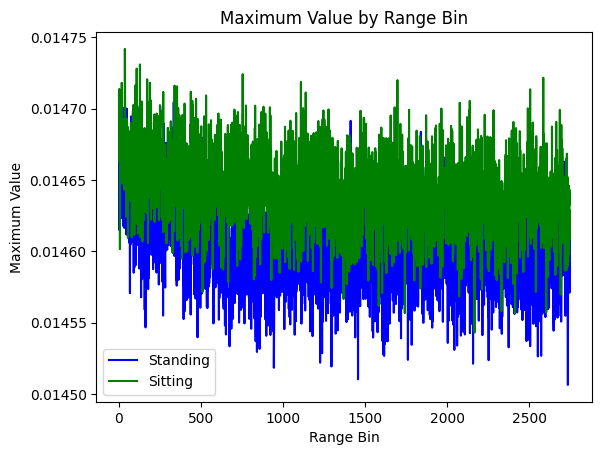 Maximum Value by Range Bin
0.01475
0.01470
0.01465
0.01460
0.01455
0.01450
Maximum Value
Standing
Sitting
0 500 1000 1500 2000 2500
Range Bin